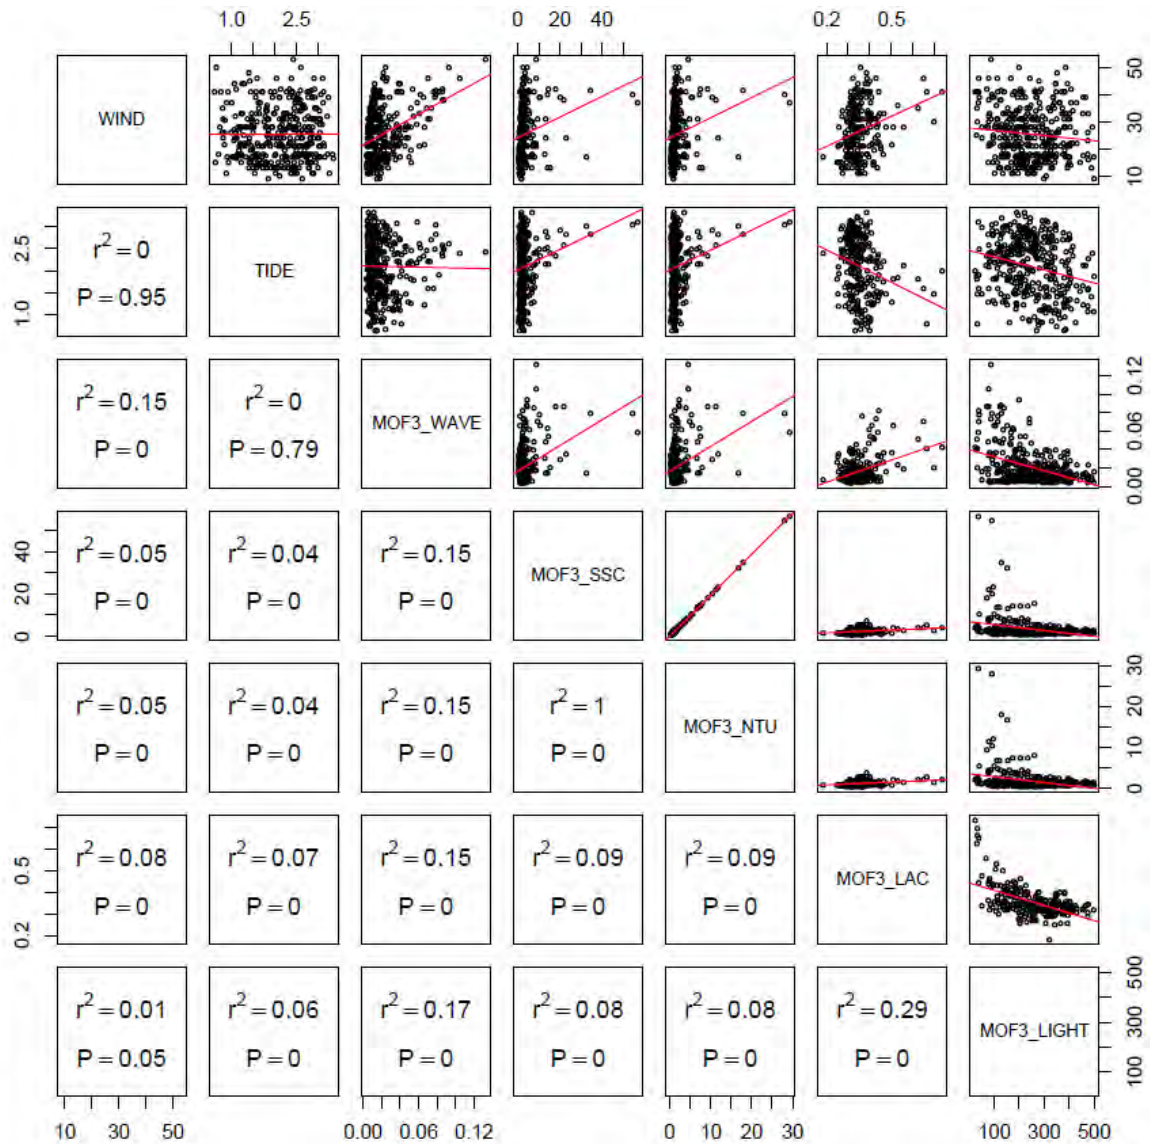 0 20 40 0.2 0.5
1.0 2.5
WIND
10 30 50
1.0 2.5
r² = 0
P = 0.95
TIDE
r² = 0.15
P = 0
r² = 0
P = 0.79
MOF3_WAVE
0.00 0.06 0.12
0 20 40
r² = 0.05
P = 0
r² = 0.04
P = 0
r² = 0.15
P = 0
MOF3_SSC
r² = 0.05
P = 0
r² = 0.04
P = 0
r² = 0.15
P = 0
r² = 1
P = 0
MOF3_NTU
0 10 20 30
0.2 0.5
r² = 0.08
P = 0
r² = 0.07
P = 0
r² = 0.15
P = 0
r² = 0.09
P = 0
r² = 0.09
P = 0
MOF3_LAC
r² = 0.01
P = 0.05
r² = 0.06
P = 0
r² = 0.17
P = 0
r² = 0.08
P = 0
r² = 0.08
P = 0
r² = 0.29
P = 0
MOF3_LIGHT
100 300 500
10 30 50
0.00 0.06 0.12
0 10 20 30
100 300 500